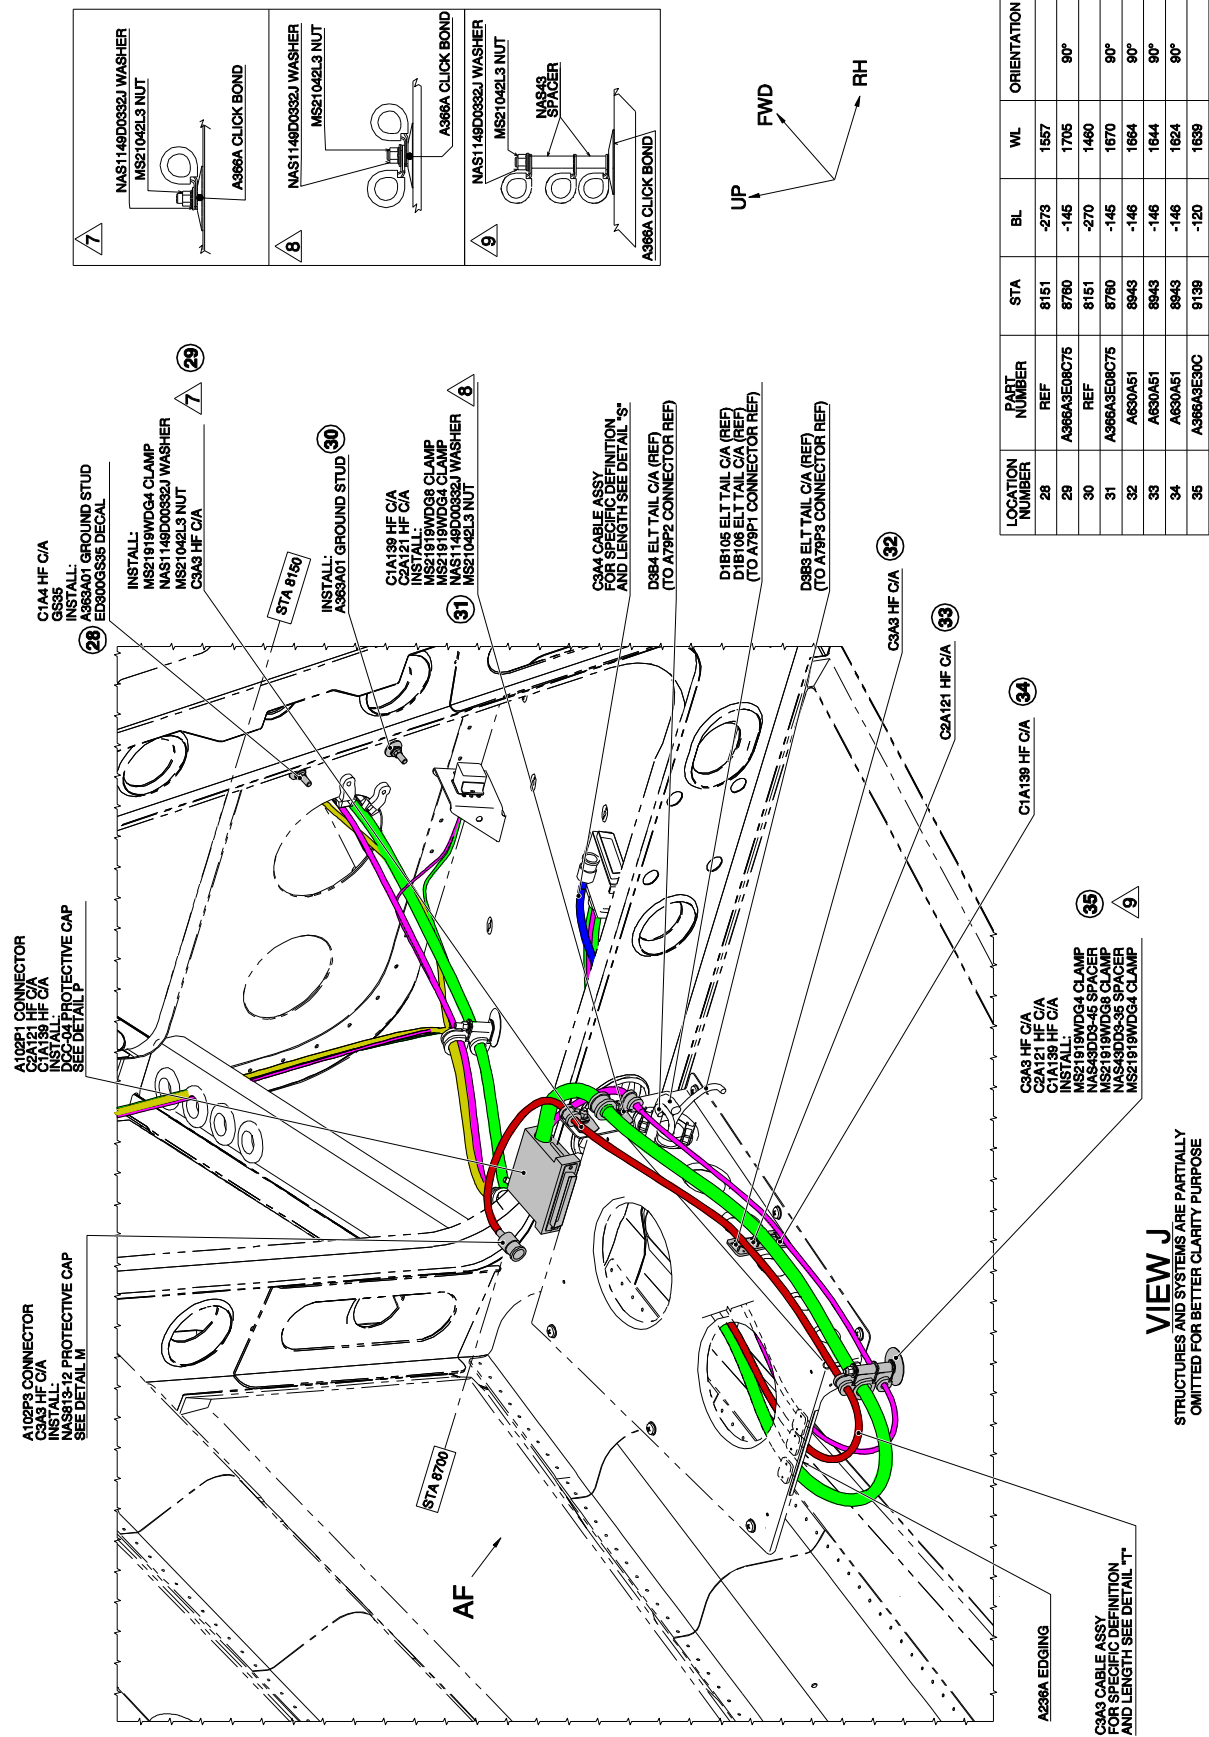 C1A4 HF C/A
GS35
INSTALL:
A363A01 GROUND STUD
ED300GS35 DECAL
28
INSTALL:
MS21919WDG4 CLAMP
NAS1149D00332J WASHER
MS21042L3 NUT
C3A3 HF C/A
7
29
STA 8150
INSTALL:
A363A01 GROUND STUD
30
C1A139 HF C/A
C2A121 HF C/A
INSTALL:
MS21919WDG8 CLAMP
MS21919WDG4 CLAMP
NAS1149D00332J WASHER
MS21042L3 NUT
31
8
C3A4 CABLE ASSY
FOR SPECIFIC DEFINITION
AND LENGTH SEE DETAIL "S"
D3B4 ELT TAIL C/A (REF)
(TO A79P2 CONNECTOR REF)
D1B105 ELT TAIL C/A (REF)
D1B106 ELT TAIL C/A (REF)
(TO A79P1 CONNECTOR REF)
D3B3 ELT TAIL C/A (REF)
(TO A79P3 CONNECTOR REF)
C3A3 HF C/A
32
C2A121 HF C/A
33
C1A139 HF C/A
34
C3A3 HF C/A
C2A121 HF C/A
C1A139 HF C/A
INSTALL:
MS21919WDG4 CLAMP
NAS43DD3-46 SPACER
MS21919WDG8 CLAMP
NAS43DD3-35 SPACER
MS21919WDG4 CLAMP
35
9
A102P1 CONNECTOR
C2A121 HF C/A
C1A139 HF C/A
INSTALL:
DCC-04 PROTECTIVE CAP
SEE DETAIL P
A102P3 CONNECTOR
C3A3 HF C/A
INSTALL:
NAS813-12 PROTECTIVE CAP
SEE DETAIL M
STA 8700
AF
A236A EDGING
C3A3 CABLE ASSY
FOR SPECIFIC DEFINITION
AND LENGTH SEE DETAIL "T"
VIEW J
STRUCTURES AND SYSTEMS ARE PARTIALLY
OMITTED FOR BETTER CLARITY PURPOSE
7
NAS1149D0332J WASHER
MS21042L3 NUT
A366A CLICK BOND
8
NAS1149D0332J WASHER
MS21042L3 NUT
A366A CLICK BOND
9
NAS1149D0332J WASHER
MS21042L3 NUT
NAS43
SPACER
A366A CLICK BOND
UP
FWD
RH
LOCATION NUMBER PART NUMBER STA BL WL ORIENTATION
28 REF 8151 -273 1557
29 A366A3E08C75 8760 -145 1705 90°
30 REF 8151 -270 1460
31 A366A3E08C75 8760 -145 1670 90°
32 A630A51 8943 -146 1664 90°
33 A630A51 8943 -146 1644 90°
34 A630A51 8943 -146 1624 90°
35 A366A3E30C 9139 -120 1639